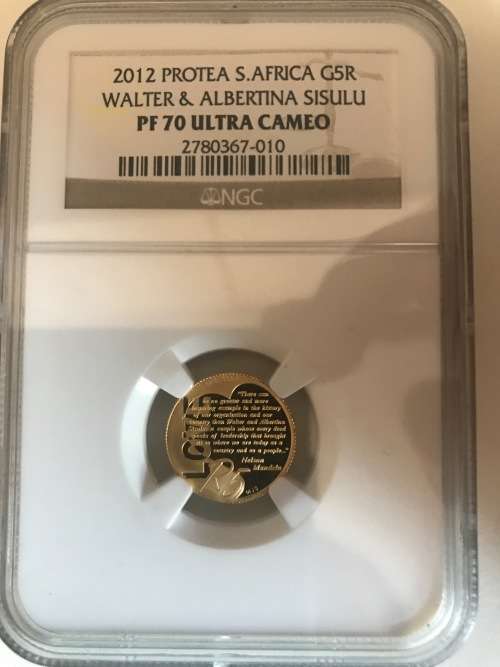 2012 PROTEA S.AFRICA G5R
WALTER & ALBERTINA SISULU
PF 70 ULTRA CAMEO
2780367-010
NGC
"There can
be no greater and more
inspiring example in the history
of our organization and our
country than Walter and Albertina
Sisulu a couple whose every deed
of leadership that brought
us to where we are today as a
country and as a people..."
Nelson
Mandela